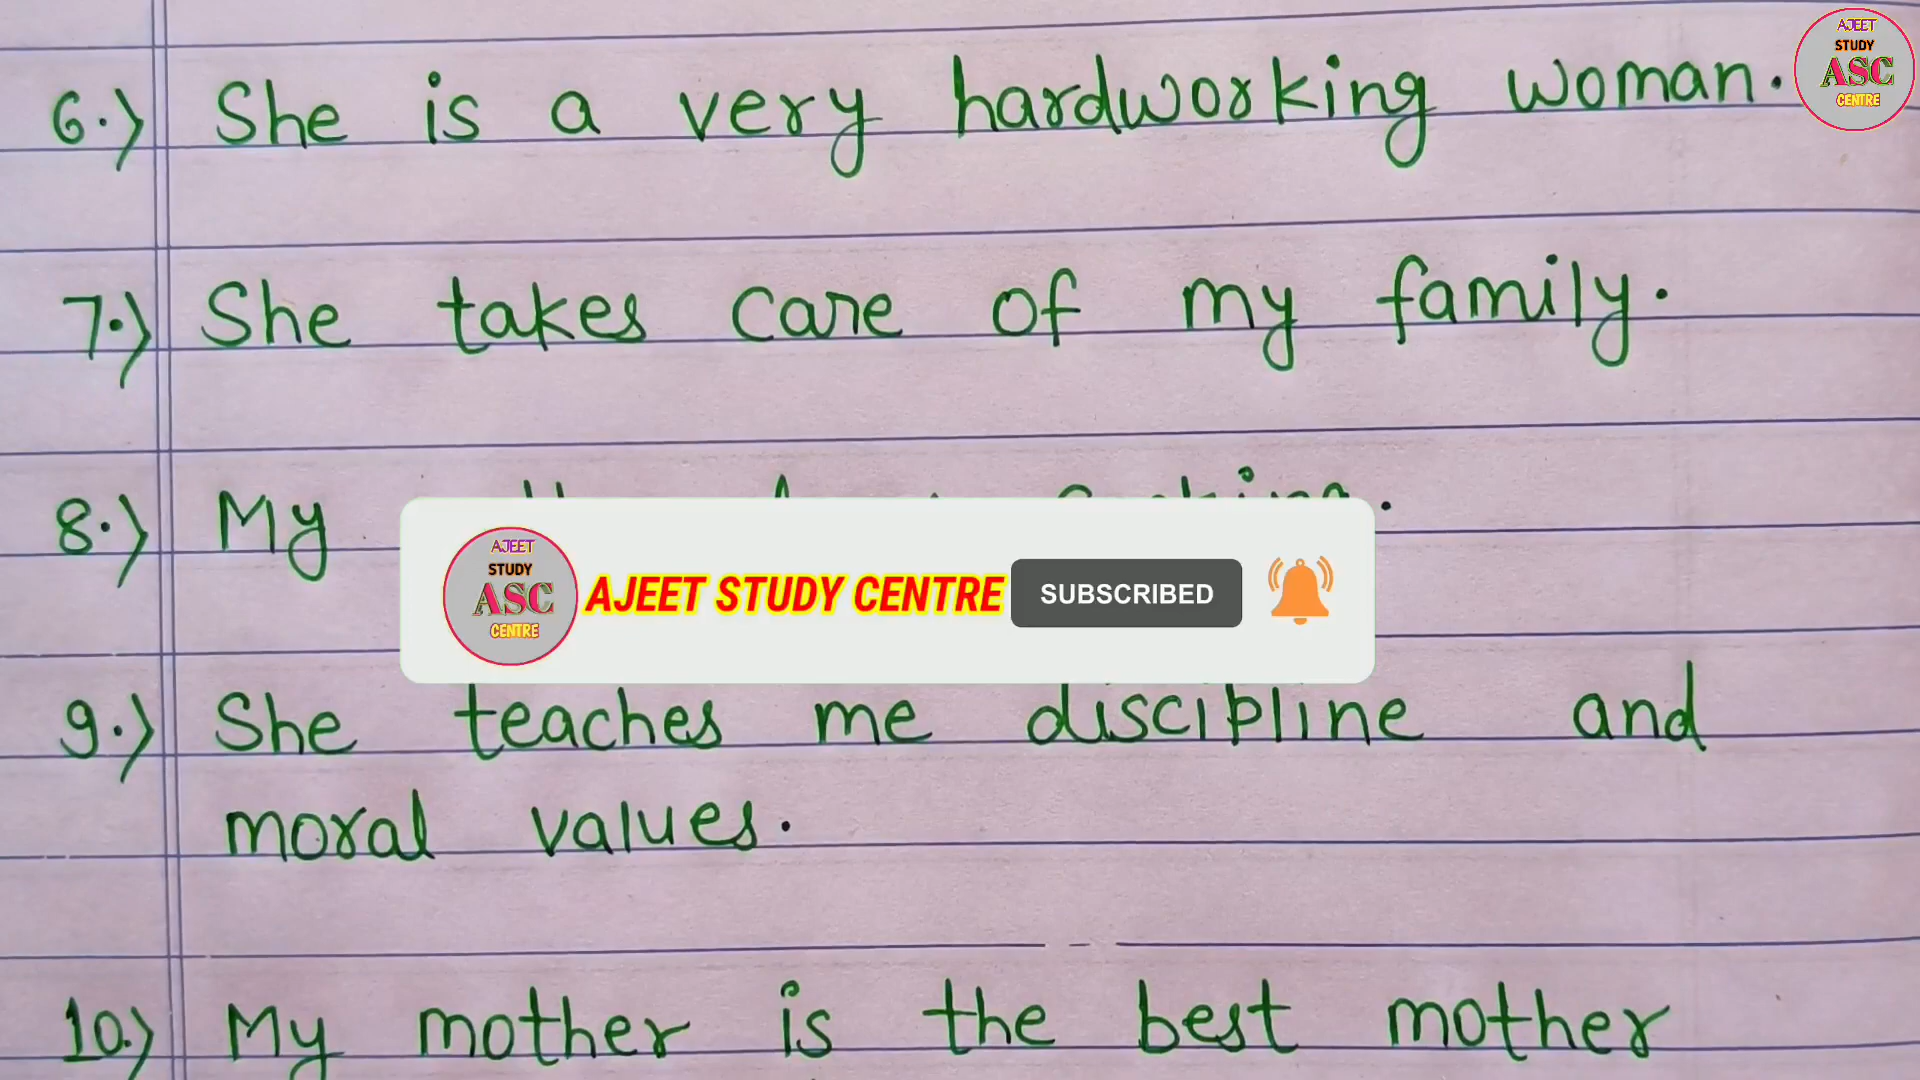 AJEET
STUDY
ASC
CENTRE
6.) She is a very hardworking woman.
7.) She takes care of my family.
8.) My
AJEET
STUDY
ASC
CENTRE
AJEET STUDY CENTRE SUBSCRIBED
9.) She teaches me discipline and
moral values.
10.) My mother is the best mother